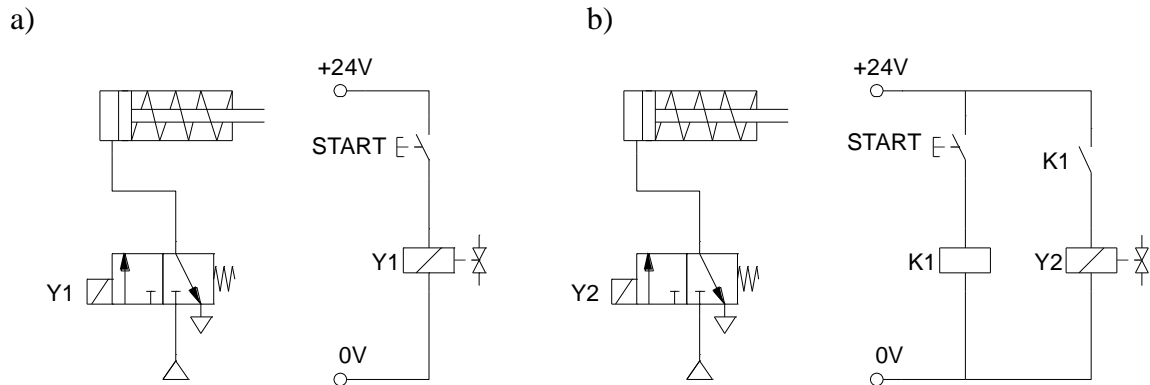 a)
b)
+24V
START
Y1
Y1
0V
+24V
START
K1
K1
Y2
Y2
0V